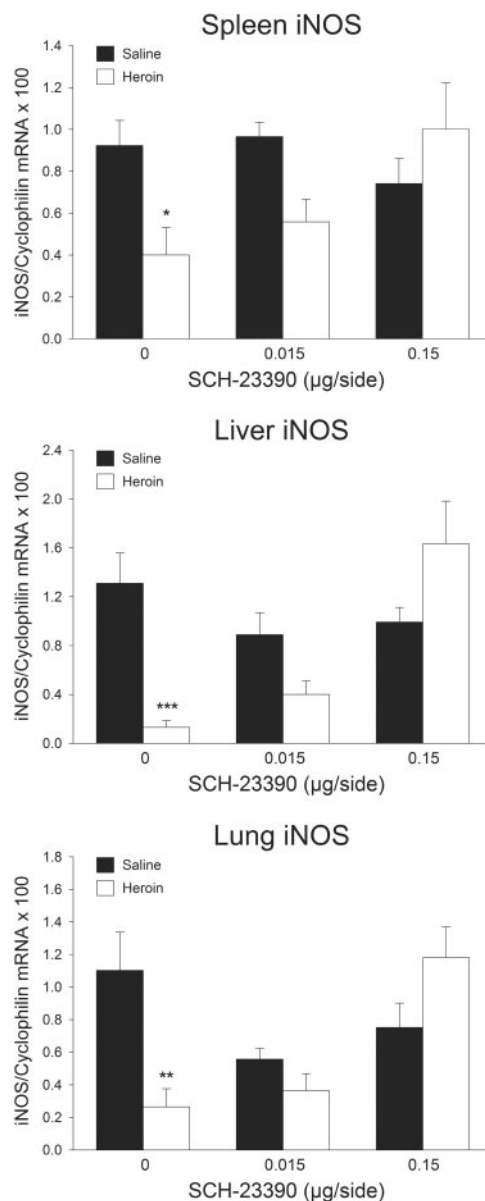 Spleen iNOS
iNOS/Cyclophilin mRNA x 100
1.4
1.2
1.0
0.8
0.6
0.4
0.2
0.0
Saline
Heroin
*
0
0.015
0.15
SCH-23390 (µg/side)
Liver iNOS
iNOS/Cyclophilin mRNA x 100
2.4
2.0
1.6
1.2
0.8
0.4
0.0
Saline
Heroin
***
0
0.015
0.15
SCH-23390 (µg/side)
Lung iNOS
iNOS/Cyclophilin mRNA x 100
1.8
1.6
1.4
1.2
1.0
0.8
0.6
0.4
0.2
0.0
Saline
Heroin
**
0
0.015
0.15
SCH-23390 (µg/side)